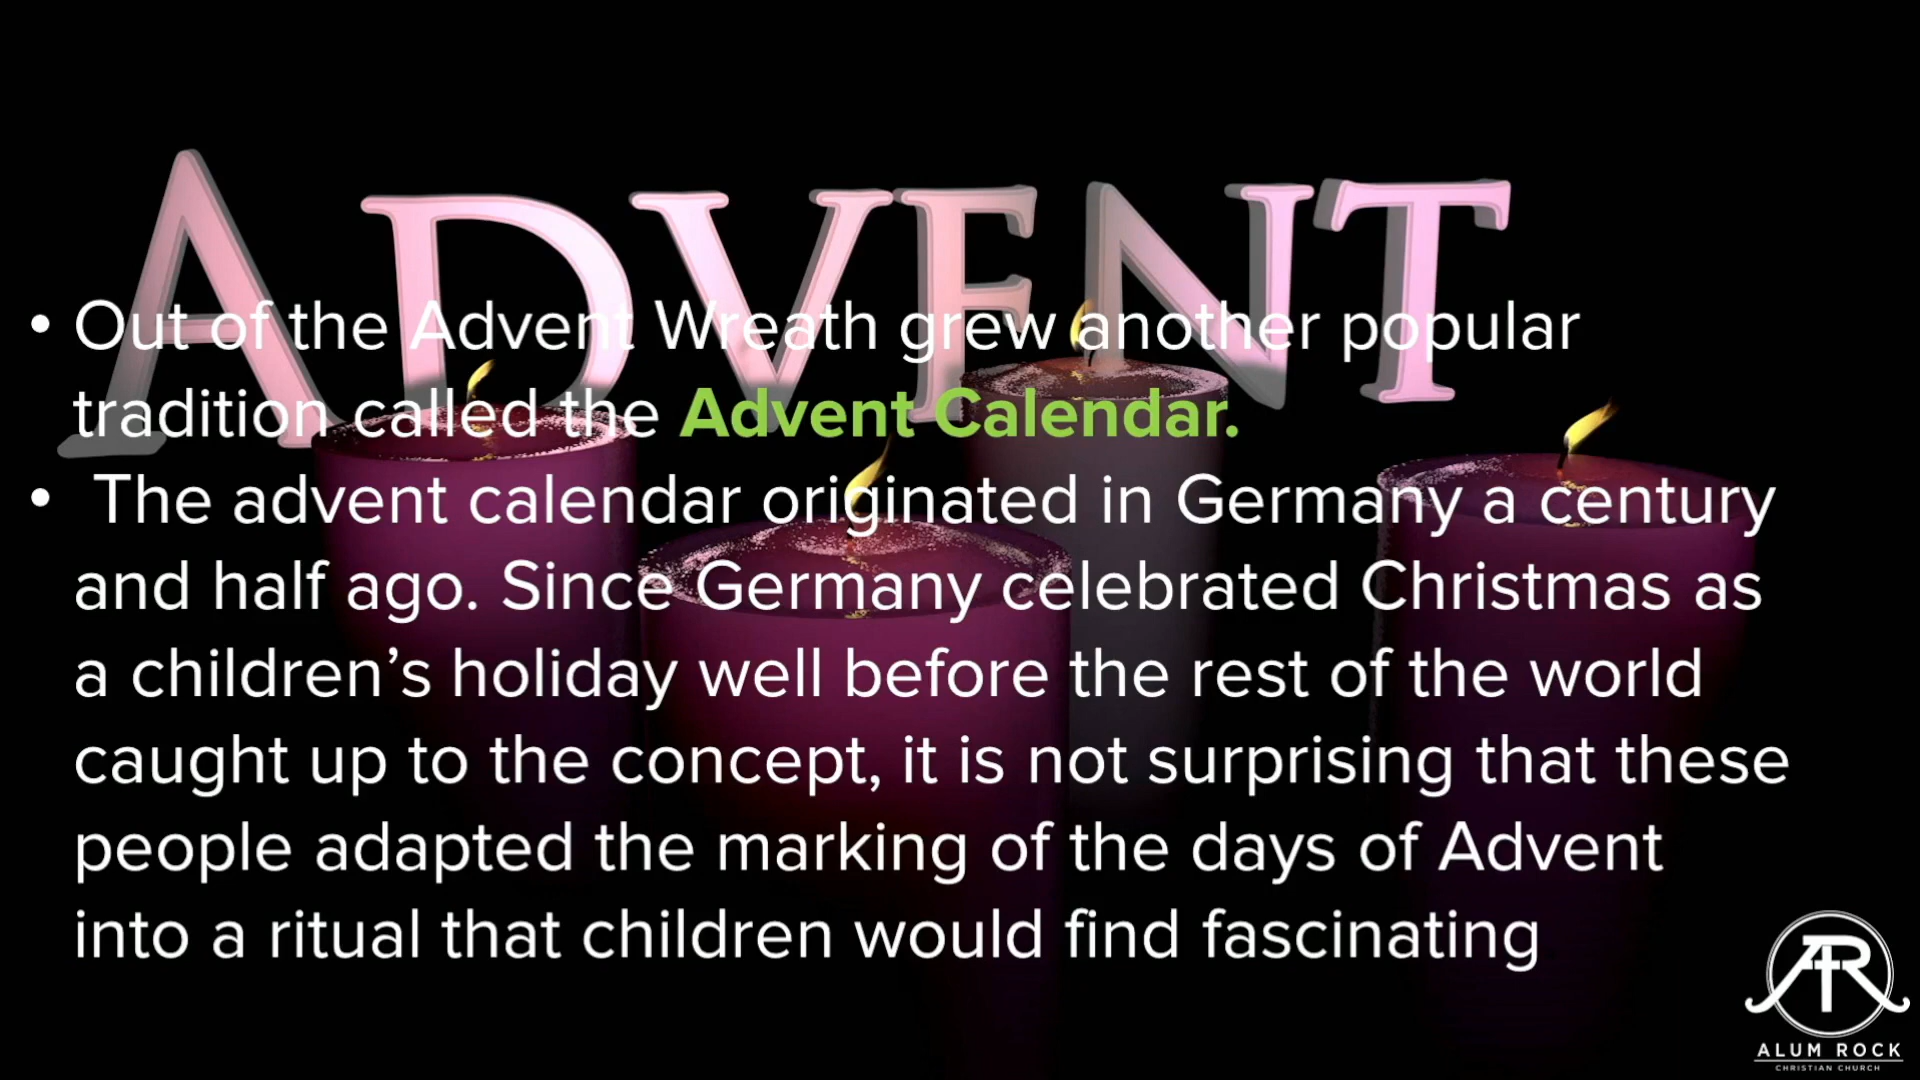 ADVENT
• Out of the Advent Wreath grew another popular
tradition called the Advent Calendar.
• The advent calendar originated in Germany a century
and half ago. Since Germany celebrated Christmas as
a children’s holiday well before the rest of the world
caught up to the concept, it is not surprising that these
people adapted the marking of the days of Advent
into a ritual that children would find fascinating
AR
ALUM ROCK
CHRISTIAN CHURCH